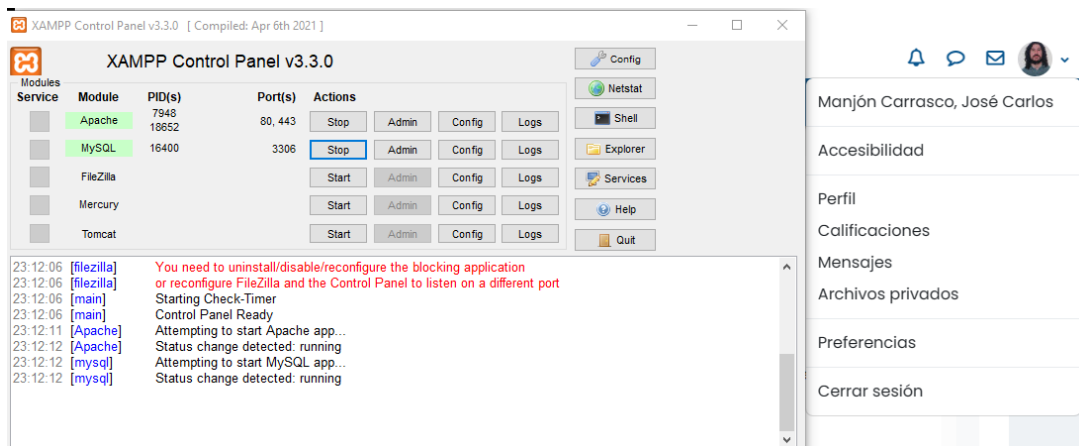 XAMPP Control Panel v3.3.0 [ Compiled: Apr 6th 2021 ]
XAMPP Control Panel v3.3.0
Modules
Service Module PID(s) Port(s) Actions
Apache 7948 18652 80, 443 Stop Admin Config Logs
MySQL 16400 3306 Stop Admin Config Logs
FileZilla Start Admin Config Logs
Mercury Start Admin Config Logs
Tomcat Start Admin Config Logs
Config
Netstat
Shell
Explorer
Services
Help
Quit
23:12:06 [filezilla] You need to uninstall/disable/reconfigure the blocking application
23:12:06 [filezilla] or reconfigure FileZilla and the Control Panel to listen on a different port
23:12:06 [main] Starting Check-Timer
23:12:06 [main] Control Panel Ready
23:12:11 [Apache] Attempting to start Apache app...
23:12:12 [Apache] Status change detected: running
23:12:12 [mysql] Attempting to start MySQL app...
23:12:12 [mysql] Status change detected: running
Manjón Carrasco, José Carlos
Accesibilidad
Perfil
Calificaciones
Mensajes
Archivos privados
Preferencias
Cerrar sesión